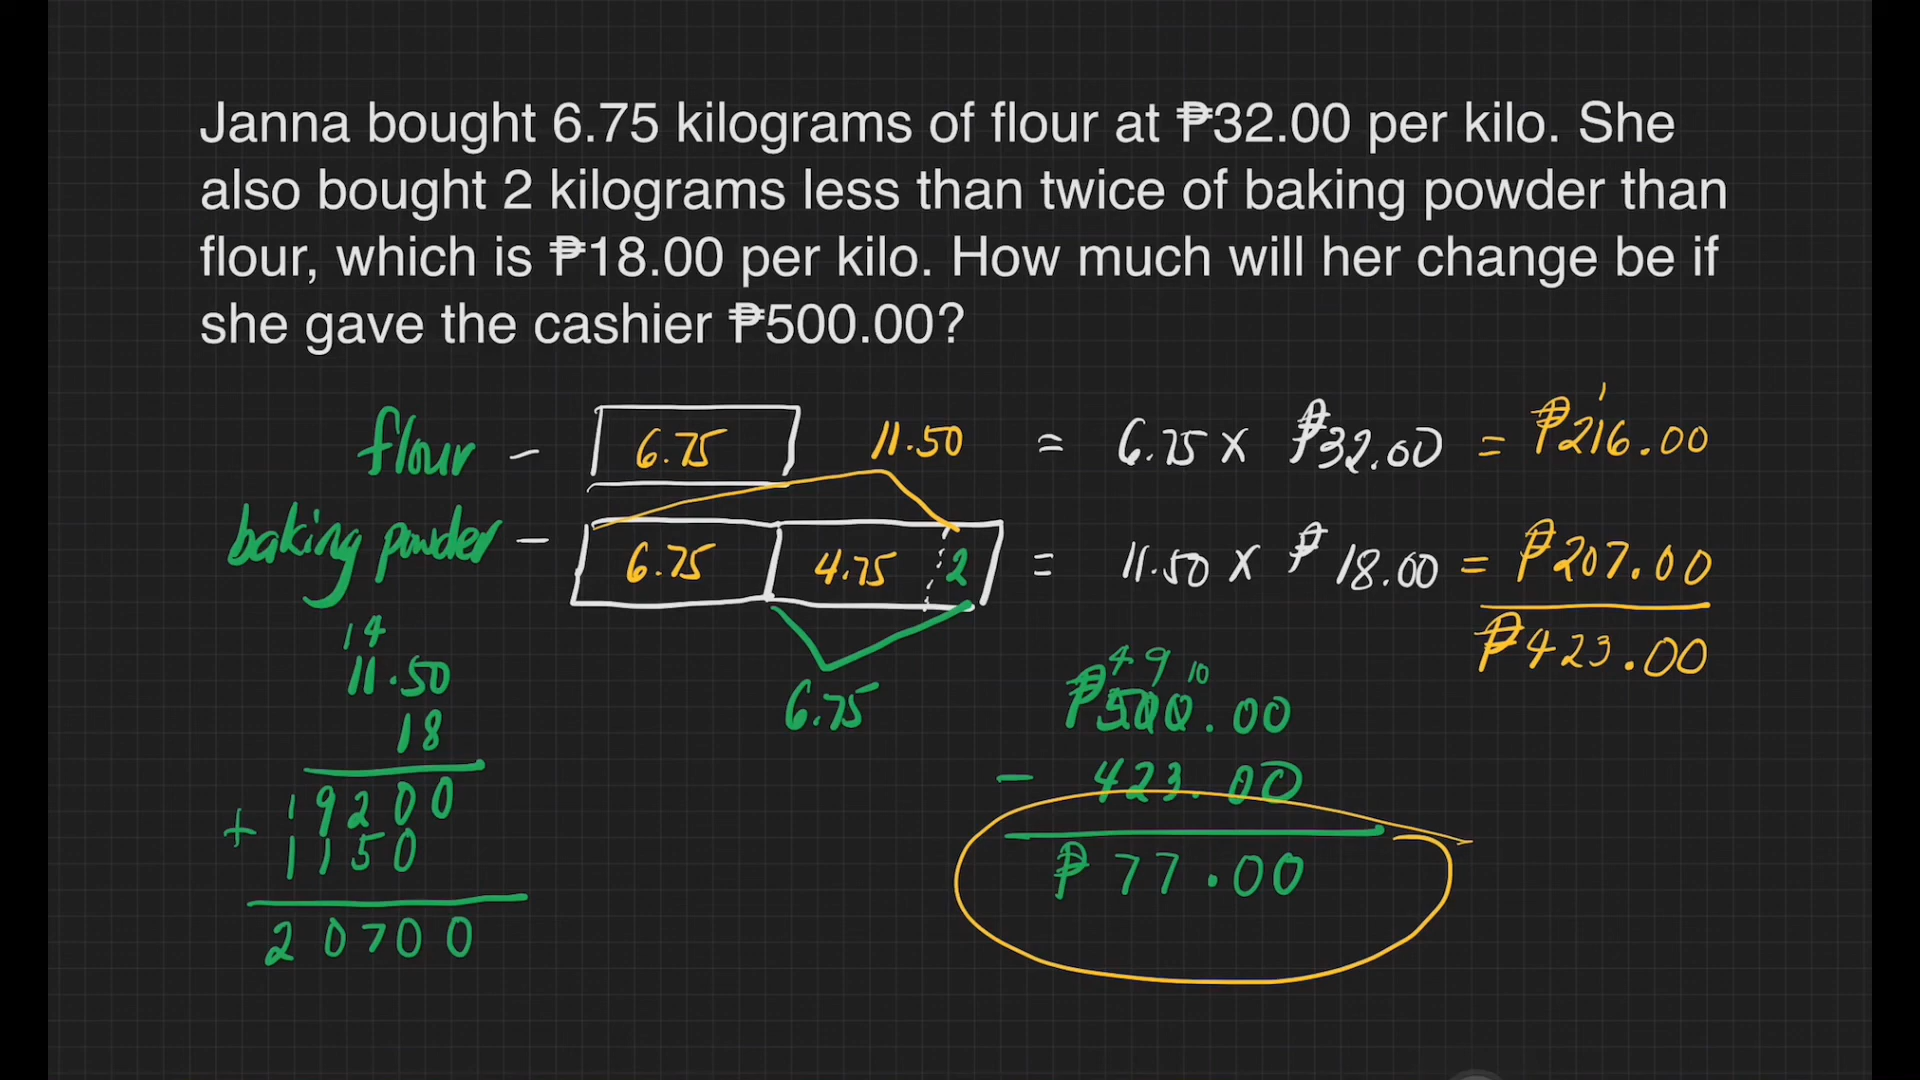 Janna bought 6.75 kilograms of flour at ₱32.00 per kilo. She
also bought 2 kilograms less than twice of baking powder than
flour, which is ₱18.00 per kilo. How much will her change be if
she gave the cashier ₱500.00?
flour - 6.75 11.50 = 6.75 x ₱32.00 = ₱216.00
1
baking powder - 6.75 4.75 2 = 11.50 x ₱18.00 = ₱207.00
₱423.00
6.75
1 4
11.50
18
19200
+ 1150
20700
4 9 10
₱500.00
- 423.00
₱77.00